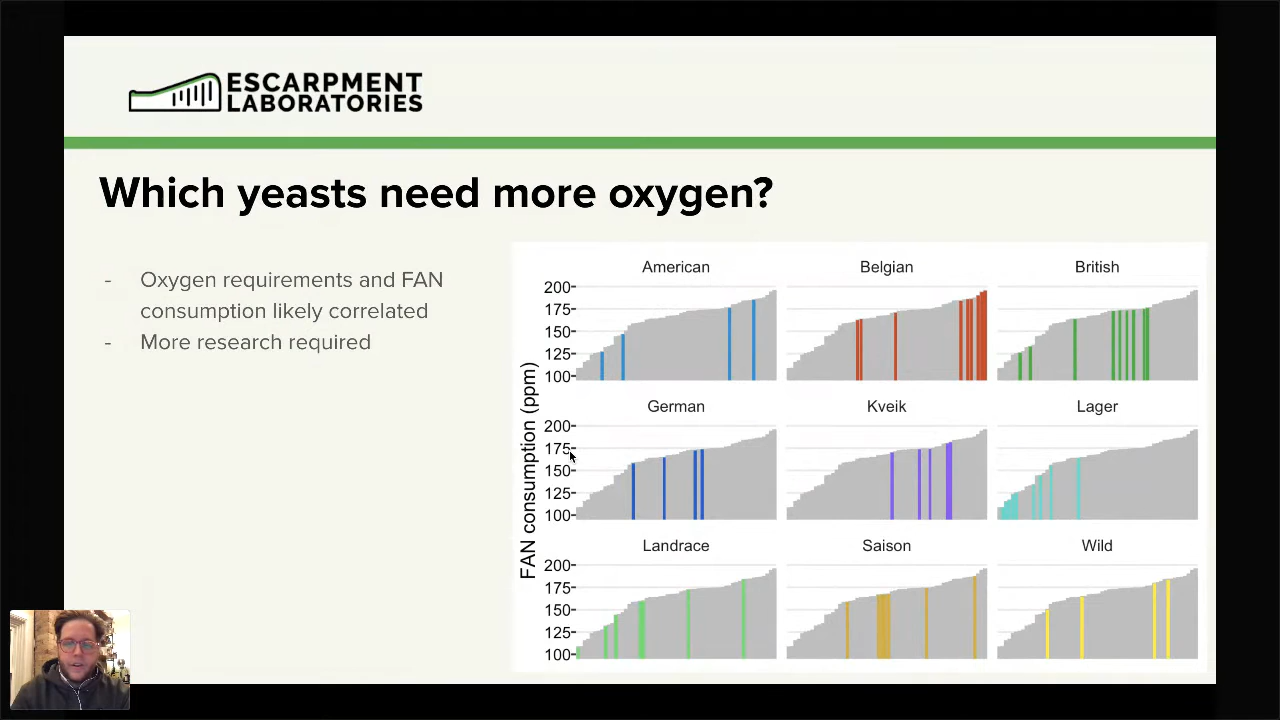 ESCARPMENT
LABORATORIES
Which yeasts need more oxygen?
- Oxygen requirements and FAN
consumption likely correlated
- More research required
FAN consumption (ppm)
American
Belgian
British
200
175
150
125
100
German
Kveik
Lager
200
175
150
125
100
Landrace
Saison
Wild
200
175
150
125
100